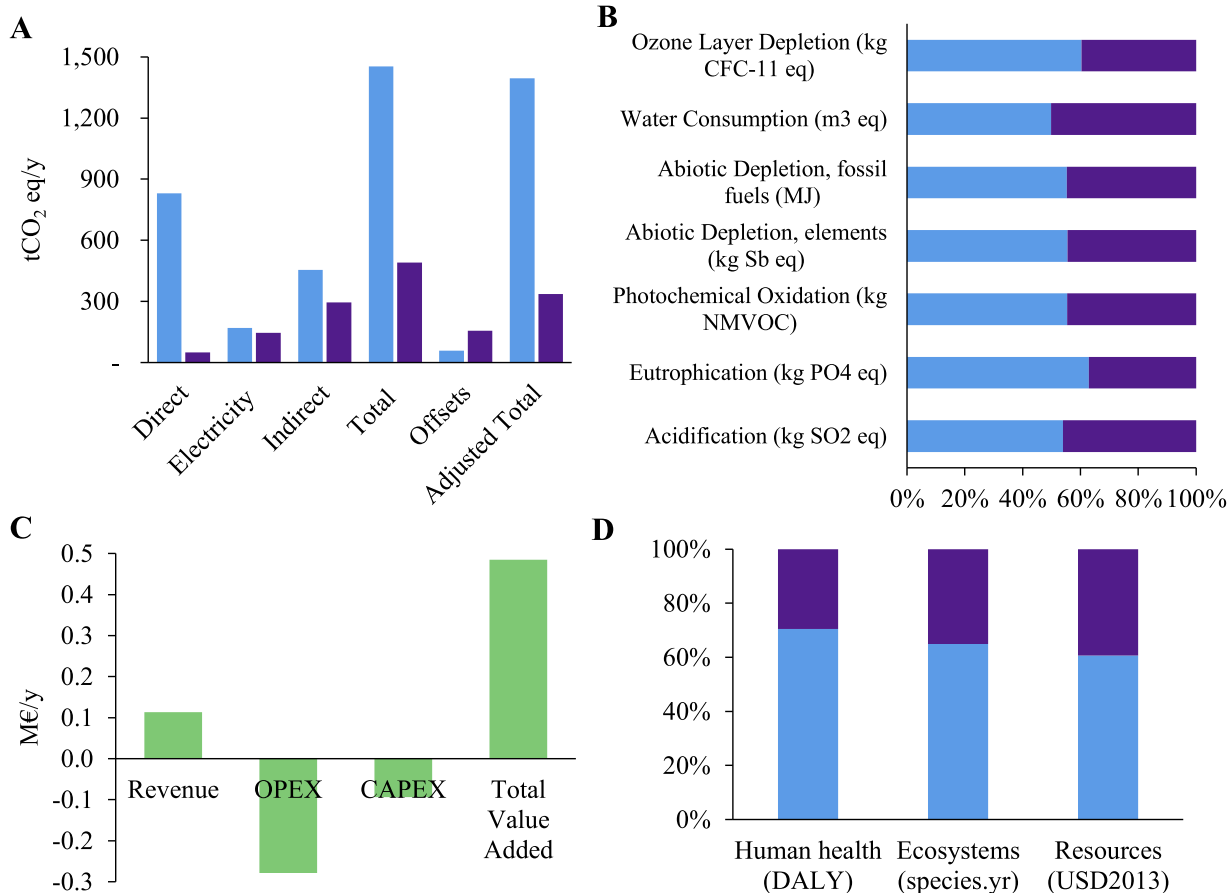 A
1,500
1,200
900
600
300
-
tCO2 eq/y
Direct
Electricity
Indirect
Total
Offsets
Adjusted Total
B
Ozone Layer Depletion (kg
CFC-11 eq)
Water Consumption (m3 eq)
Abiotic Depletion, fossil
fuels (MJ)
Abiotic Depletion, elements
(kg Sb eq)
Photochemical Oxidation (kg
NMVOC)
Eutrophication (kg PO4 eq)
Acidification (kg SO2 eq)
0% 20% 40% 60% 80% 100%
C
0.5
0.4
0.3
0.2
0.1
0.0
-0.1
-0.2
-0.3
M€/y
Revenue
OPEX
CAPEX
Total
Value
Added
D
100%
80%
60%
40%
20%
0%
Human health
(DALY)
Ecosystems
(species.yr)
Resources
(USD2013)